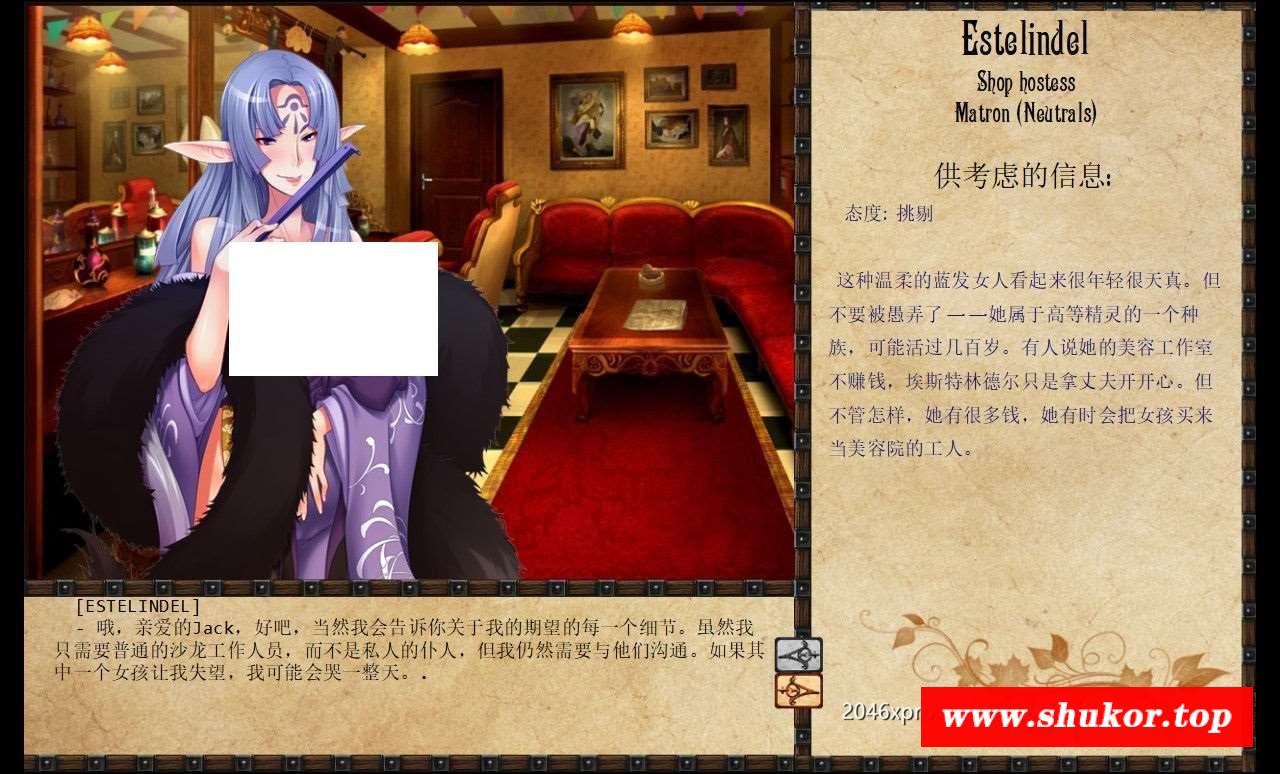 Estelindel
Shop hostess
Matron (Neutrals)
供考虑的信息:
态度: 挑剔
这种温柔的蓝发女人看起来很年轻很天真。但
不要被愚弄了——她属于高等精灵的一个种
族，可能活过几百岁。有人说她的美容工作室
不赚钱，埃斯特林德尔只是拿丈夫开开心。但
不管怎样，她有很多钱，她有时会把女孩买来
当美容院的工人。
[ESTELINDEL]
- 哦，亲爱的Jack，好吧，当然我会告诉你关于我的期望的每一个细节。虽然我
只需要普通的沙龙工作人员，而不是私人的仆人，但我仍然需要与他们沟通。如果其
中一个女孩让我失望，我可能会哭一整天。.
www.shukor.top